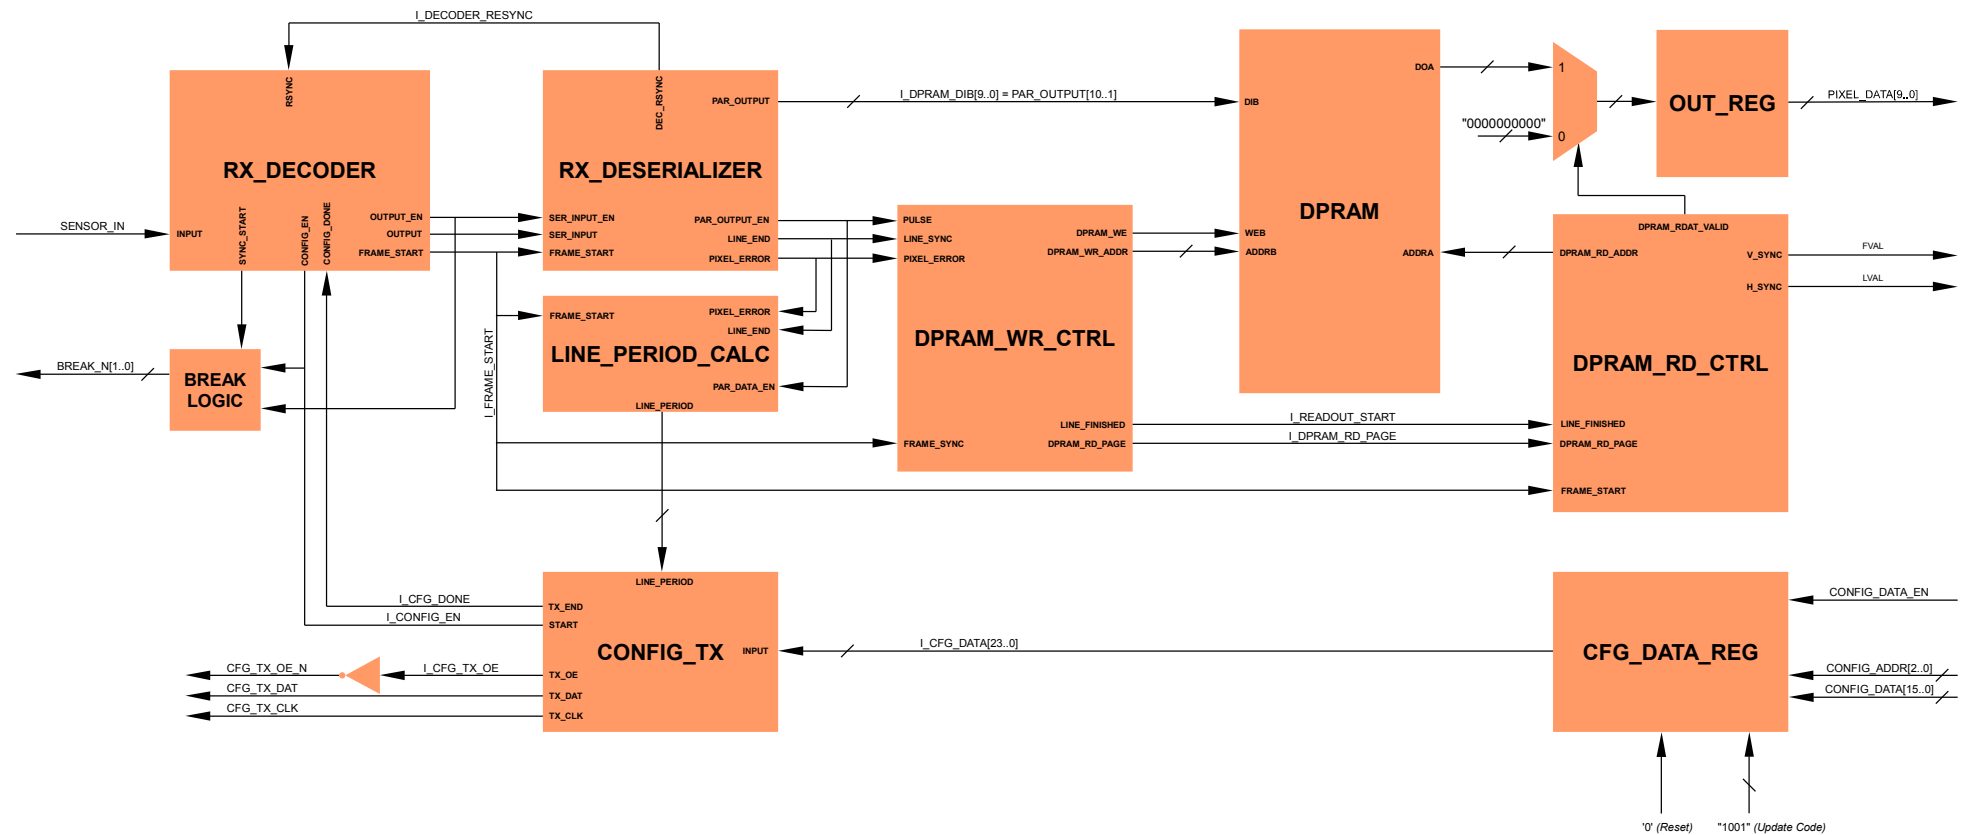 I_DECODER_RESYNC
RSYNC
RX_DECODER
SYNC_START
CONFIG_EN
CONFIG_DONE
INPUT
OUTPUT_EN
OUTPUT
FRAME_START
SENSOR_IN
BREAK
LOGIC
BREAK_N[1..0]
DEC_RSYNC
PAR_OUTPUT
RX_DESERIALIZER
SER_INPUT_EN
SER_INPUT
FRAME_START
PAR_OUTPUT_EN
LINE_END
PIXEL_ERROR
I_DPRAM_DIB[9..0] = PAR_OUTPUT[10..1]
FRAME_START
PIXEL_ERROR
LINE_END
LINE_PERIOD_CALC
PAR_DATA_EN
LINE_PERIOD
I_FRAME_START
PULSE
LINE_SYNC
PIXEL_ERROR
DPRAM_WE
DPRAM_WR_ADDR
DPRAM_WR_CTRL
LINE_FINISHED
FRAME_SYNC
DPRAM_RD_PAGE
DOA
DIB
DPRAM
WEB
ADDRB
ADDRA
1
"0000000000"
0
OUT_REG
PIXEL_DATA[9..0]
DPRAM_RDAT_VALID
DPRAM_RD_ADDR
V_SYNC
H_SYNC
FVAL
LVAL
DPRAM_RD_CTRL
I_READOUT_START
I_DPRAM_RD_PAGE
LINE_FINISHED
DPRAM_RD_PAGE
FRAME_START
LINE_PERIOD
I_CFG_DONE
I_CONFIG_EN
TX_END
START
CONFIG_TX
INPUT
TX_OE
TX_DAT
TX_CLK
I_CFG_TX_OE
CFG_TX_OE_N
CFG_TX_DAT
CFG_TX_CLK
I_CFG_DATA[23..0]
CFG_DATA_REG
CONFIG_DATA_EN
CONFIG_ADDR[2..0]
CONFIG_DATA[15..0]
'0' (Reset)
"1001" (Update Code)